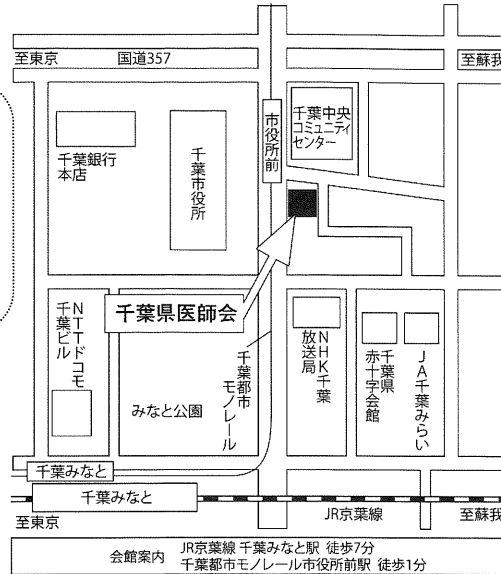 至東京
国道357
至蘇我
千葉銀行
本店
千葉市役所
市役所前
千葉中央
コミュニティ
センター
千葉県医師会
NTTドコモ
千葉ビル
みなと公園
千葉都市
モノレール
NHK千葉
放送局
千葉県
赤十字会館
JA千葉みらい
千葉みなと
千葉みなと
至東京
JR京葉線
至蘇我
会館案内
JR京葉線 千葉みなと駅 徒歩7分
千葉都市モノレール市役所前駅 徒歩1分